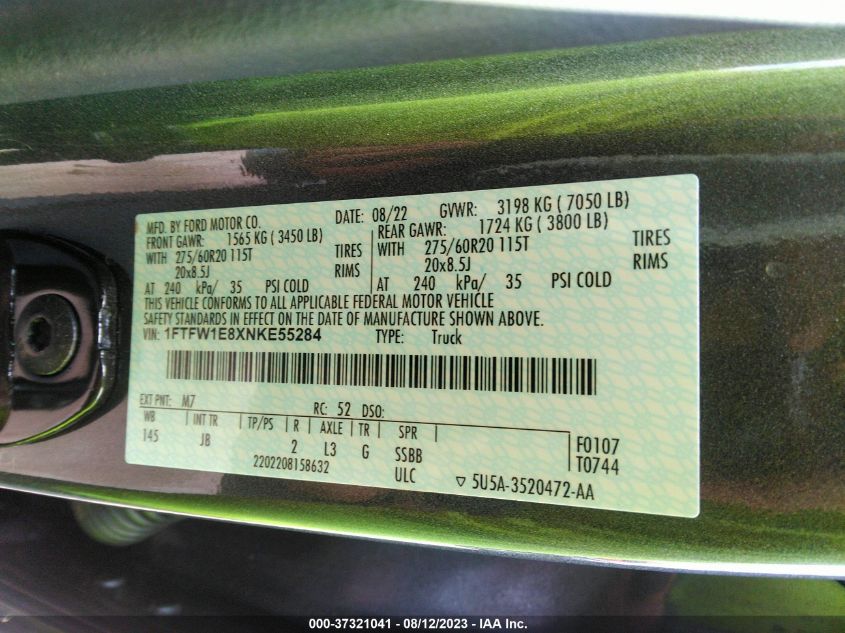 MFD. BY FORD MOTOR CO. DATE: 08/22 GVWR: 3198 KG ( 7050 LB)
FRONT GAWR: 1565 KG ( 3450 LB) REAR GAWR: 1724 KG ( 3800 LB)
WITH 275/60R20 115T TIRES WITH 275/60R20 115T TIRES
20x8.5J RIMS 20x8.5J RIMS
AT 240 kPa/ 35 PSI COLD AT 240 kPa/ 35 PSI COLD
THIS VEHICLE CONFORMS TO ALL APPLICABLE FEDERAL MOTOR VEHICLE
SAFETY STANDARDS IN EFFECT ON THE DATE OF MANUFACTURE SHOWN ABOVE.
VIN: 1FTFW1E8XNKE55284 TYPE: Truck
EXT PNT: M7 RC: 52 DSO:
WB INT TR TP/PS R AXLE TR SPR
145 JB 2 L3 G SSBB F0107
2202208158632 ULC T0744
▽ 5U5A-3520472-AA
000-37321041 - 08/12/2023 - IAA Inc.